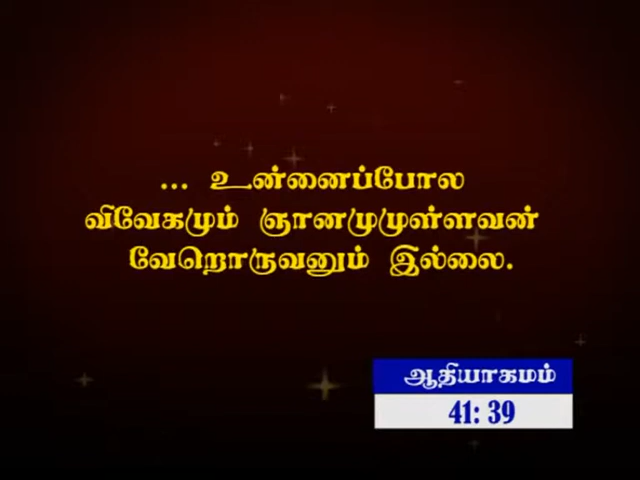 ... உன்னைப்போல
விவேகமும் ஞானமுமுள்ளவன்
வேறொருவனும் இல்லை.
ஆதியாகமம்
41: 39